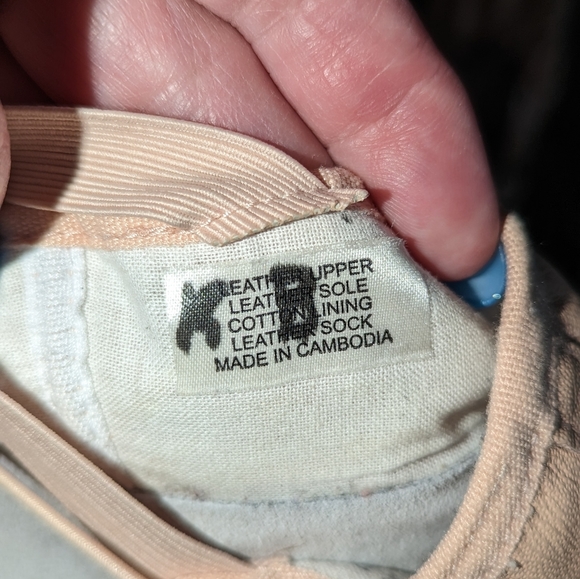 LEATHER UPPER
LEATHER SOLE
COTTON LINING
LEATHER SOCK
MADE IN CAMBODIA
K B